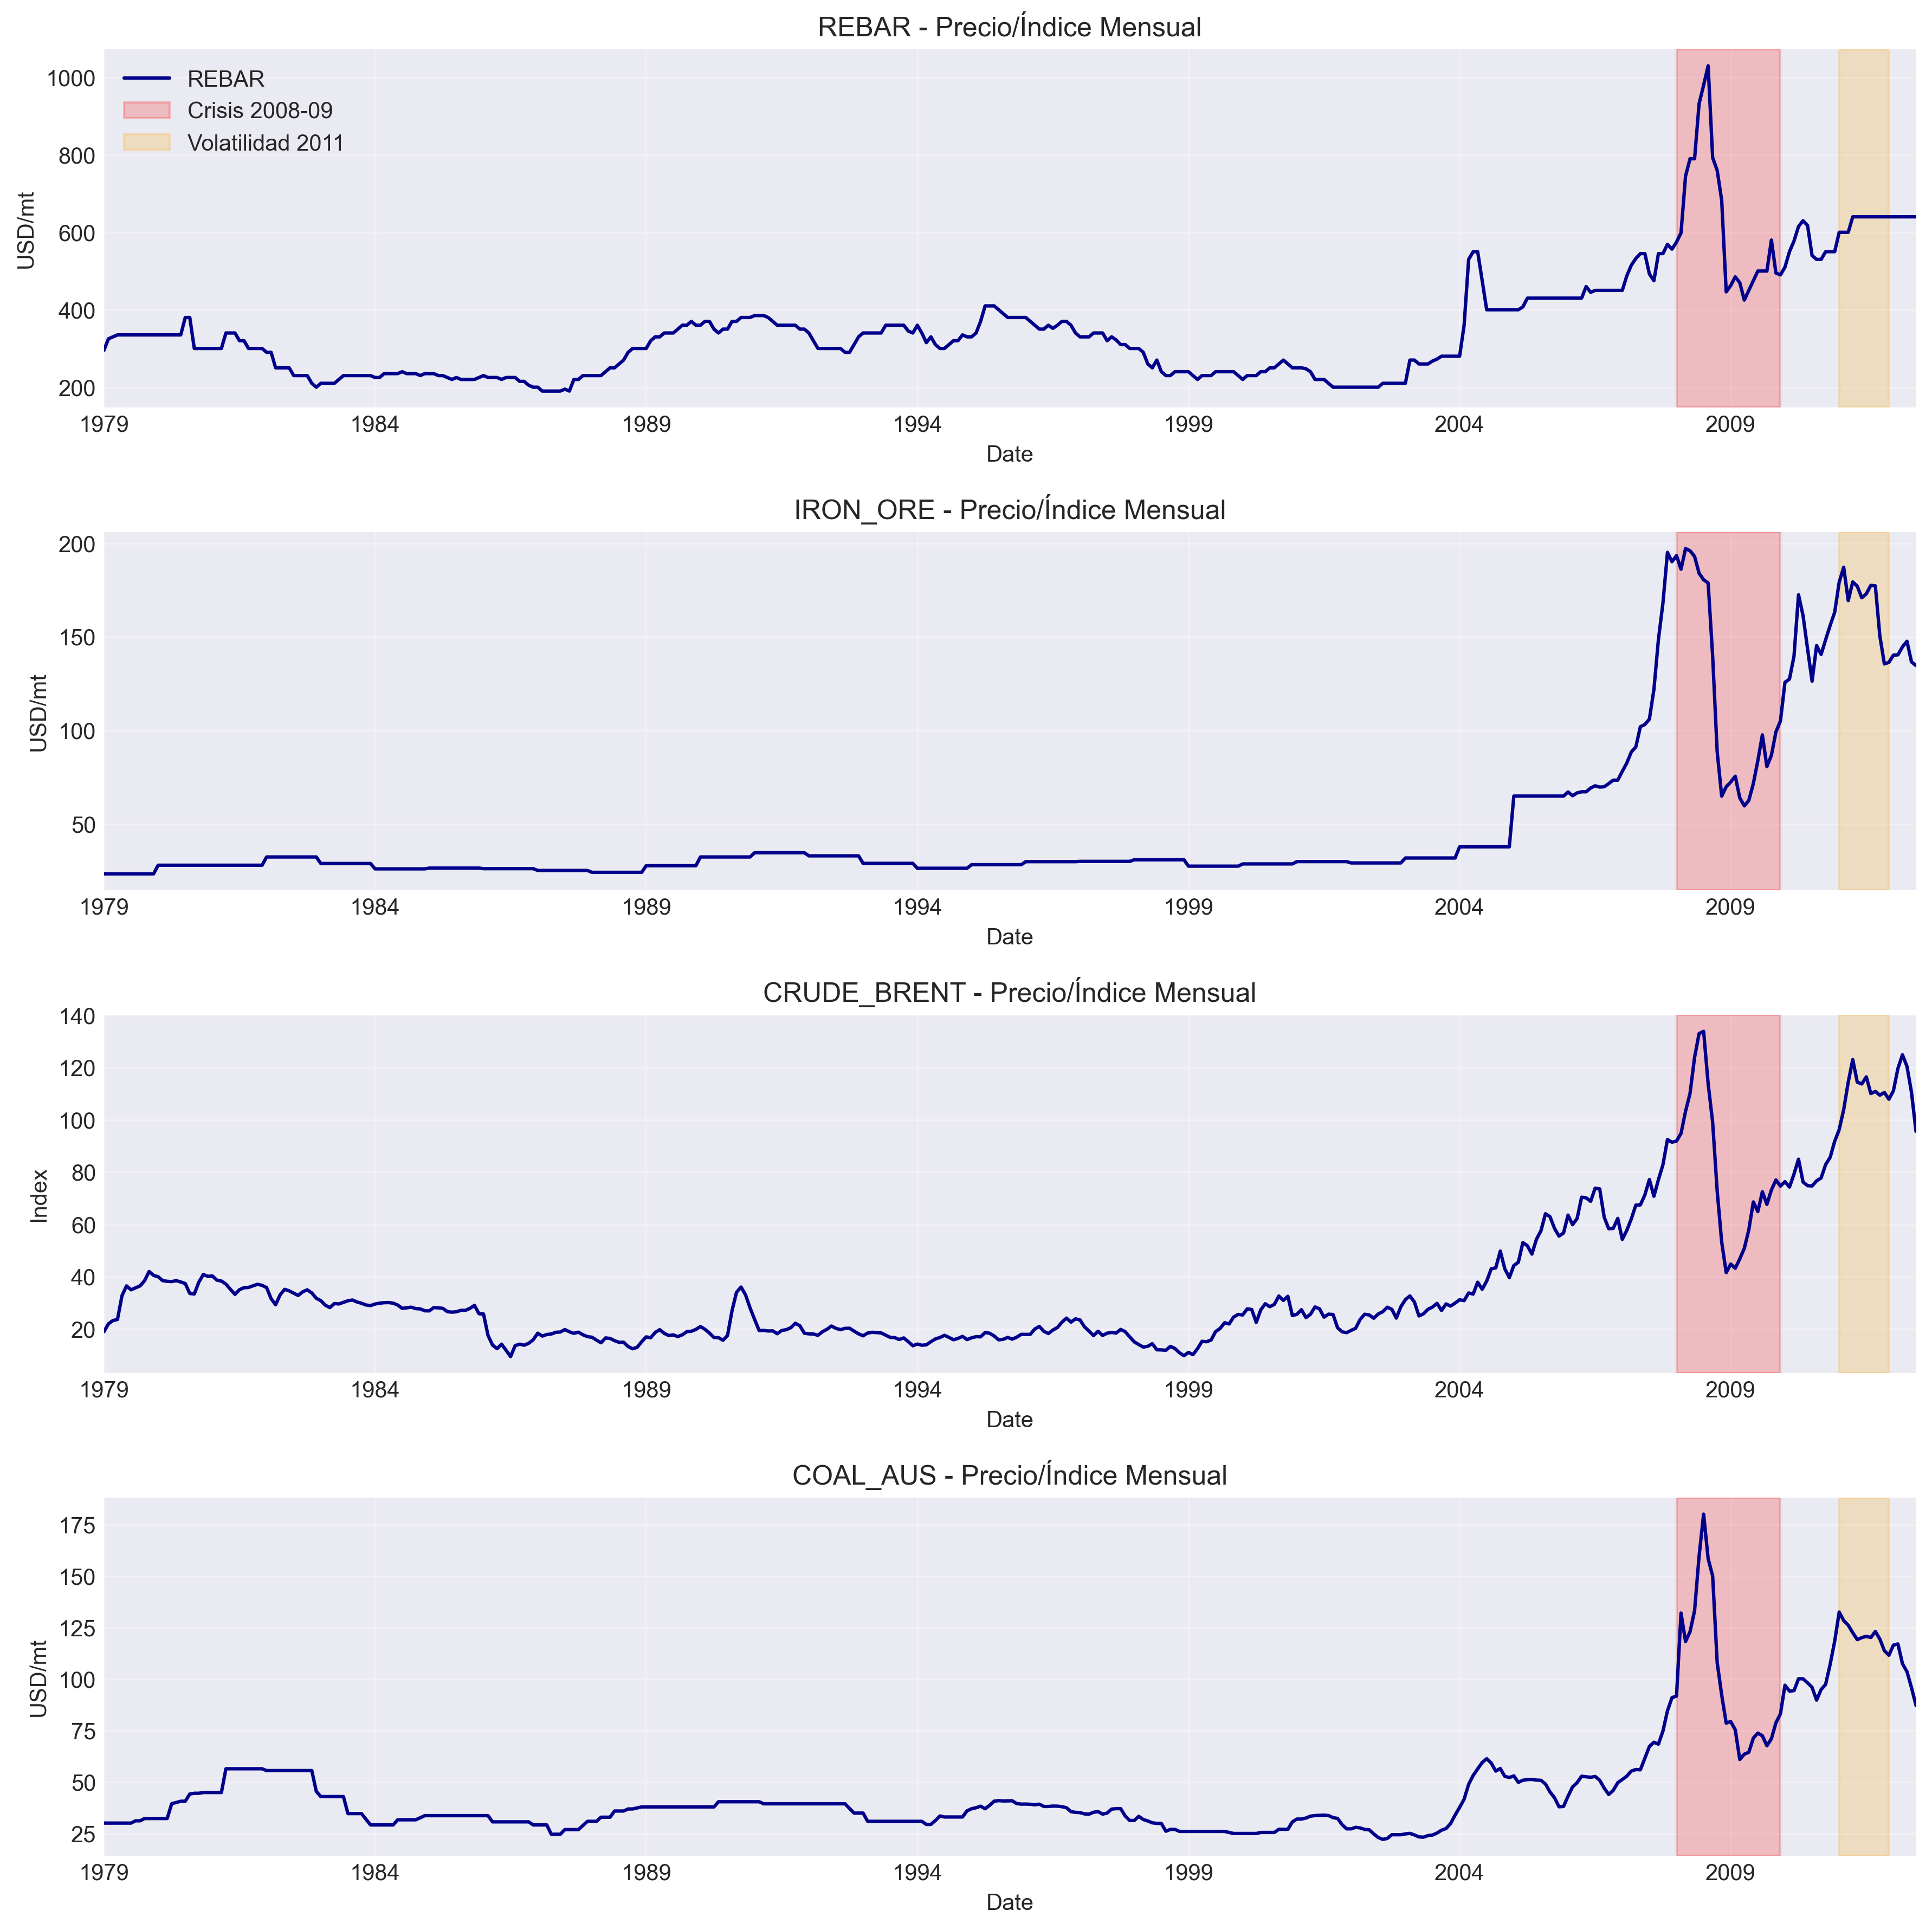 REBAR - Precio/Índice Mensual
REBAR
Crisis 2008-09
Volatilidad 2011
USD/mt
1000
800
600
400
200
1979 1984 1989 1994 1999 2004 2009
Date
IRON_ORE - Precio/Índice Mensual
USD/mt
200
150
100
50
1979 1984 1989 1994 1999 2004 2009
Date
CRUDE_BRENT - Precio/Índice Mensual
Index
140
120
100
80
60
40
20
1979 1984 1989 1994 1999 2004 2009
Date
COAL_AUS - Precio/Índice Mensual
USD/mt
175
150
125
100
75
50
25
1979 1984 1989 1994 1999 2004 2009
Date